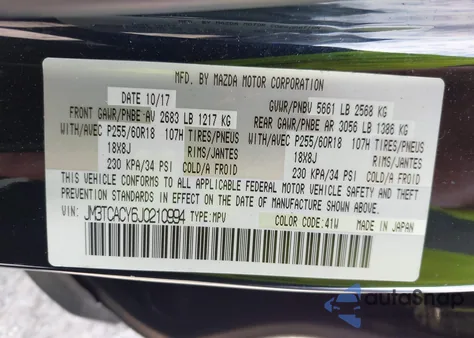 MFD. BY MAZDA MOTOR CORPORATION
DATE 10/17 GVWR/PNBV 5661 LB 2568 KG
FRONT GAWR/PNBE AV 2683 LB 1217 KG REAR GAWR/PNBE AR 3056 LB 1386 KG
WITH/AVEC P255/60R18 107H TIRES/PNEUS WITH/AVEC P255/60R18 107H TIRES/PNEUS
18X8J RIMS/JANTES 18X8J RIMS/JANTES
230 KPA/34 PSI COLD/A FROID 230 KPA/34 PSI COLD/A FROID
THIS VEHICLE CONFORMS TO ALL APPLICABLE FEDERAL MOTOR VEHICLE SAFETY AND THEFT
PREVENTION STANDARDS IN EFFECT ON THE DATE OF MANUFACTURE SHOWN ABOVE.
VIN: JM3TCACY6J0210994 TYPE: MPV COLOR CODE: 41W MADE IN JAPAN
autoSnap